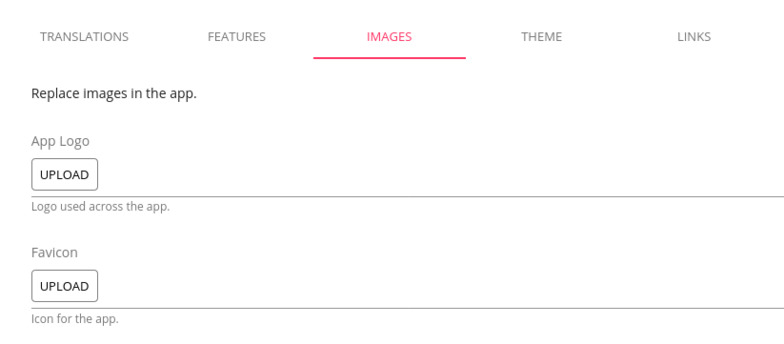 TRANSLATIONS FEATURES IMAGES THEME LINKS
Replace images in the app.
App Logo
UPLOAD
Logo used across the app.
Favicon
UPLOAD
Icon for the app.